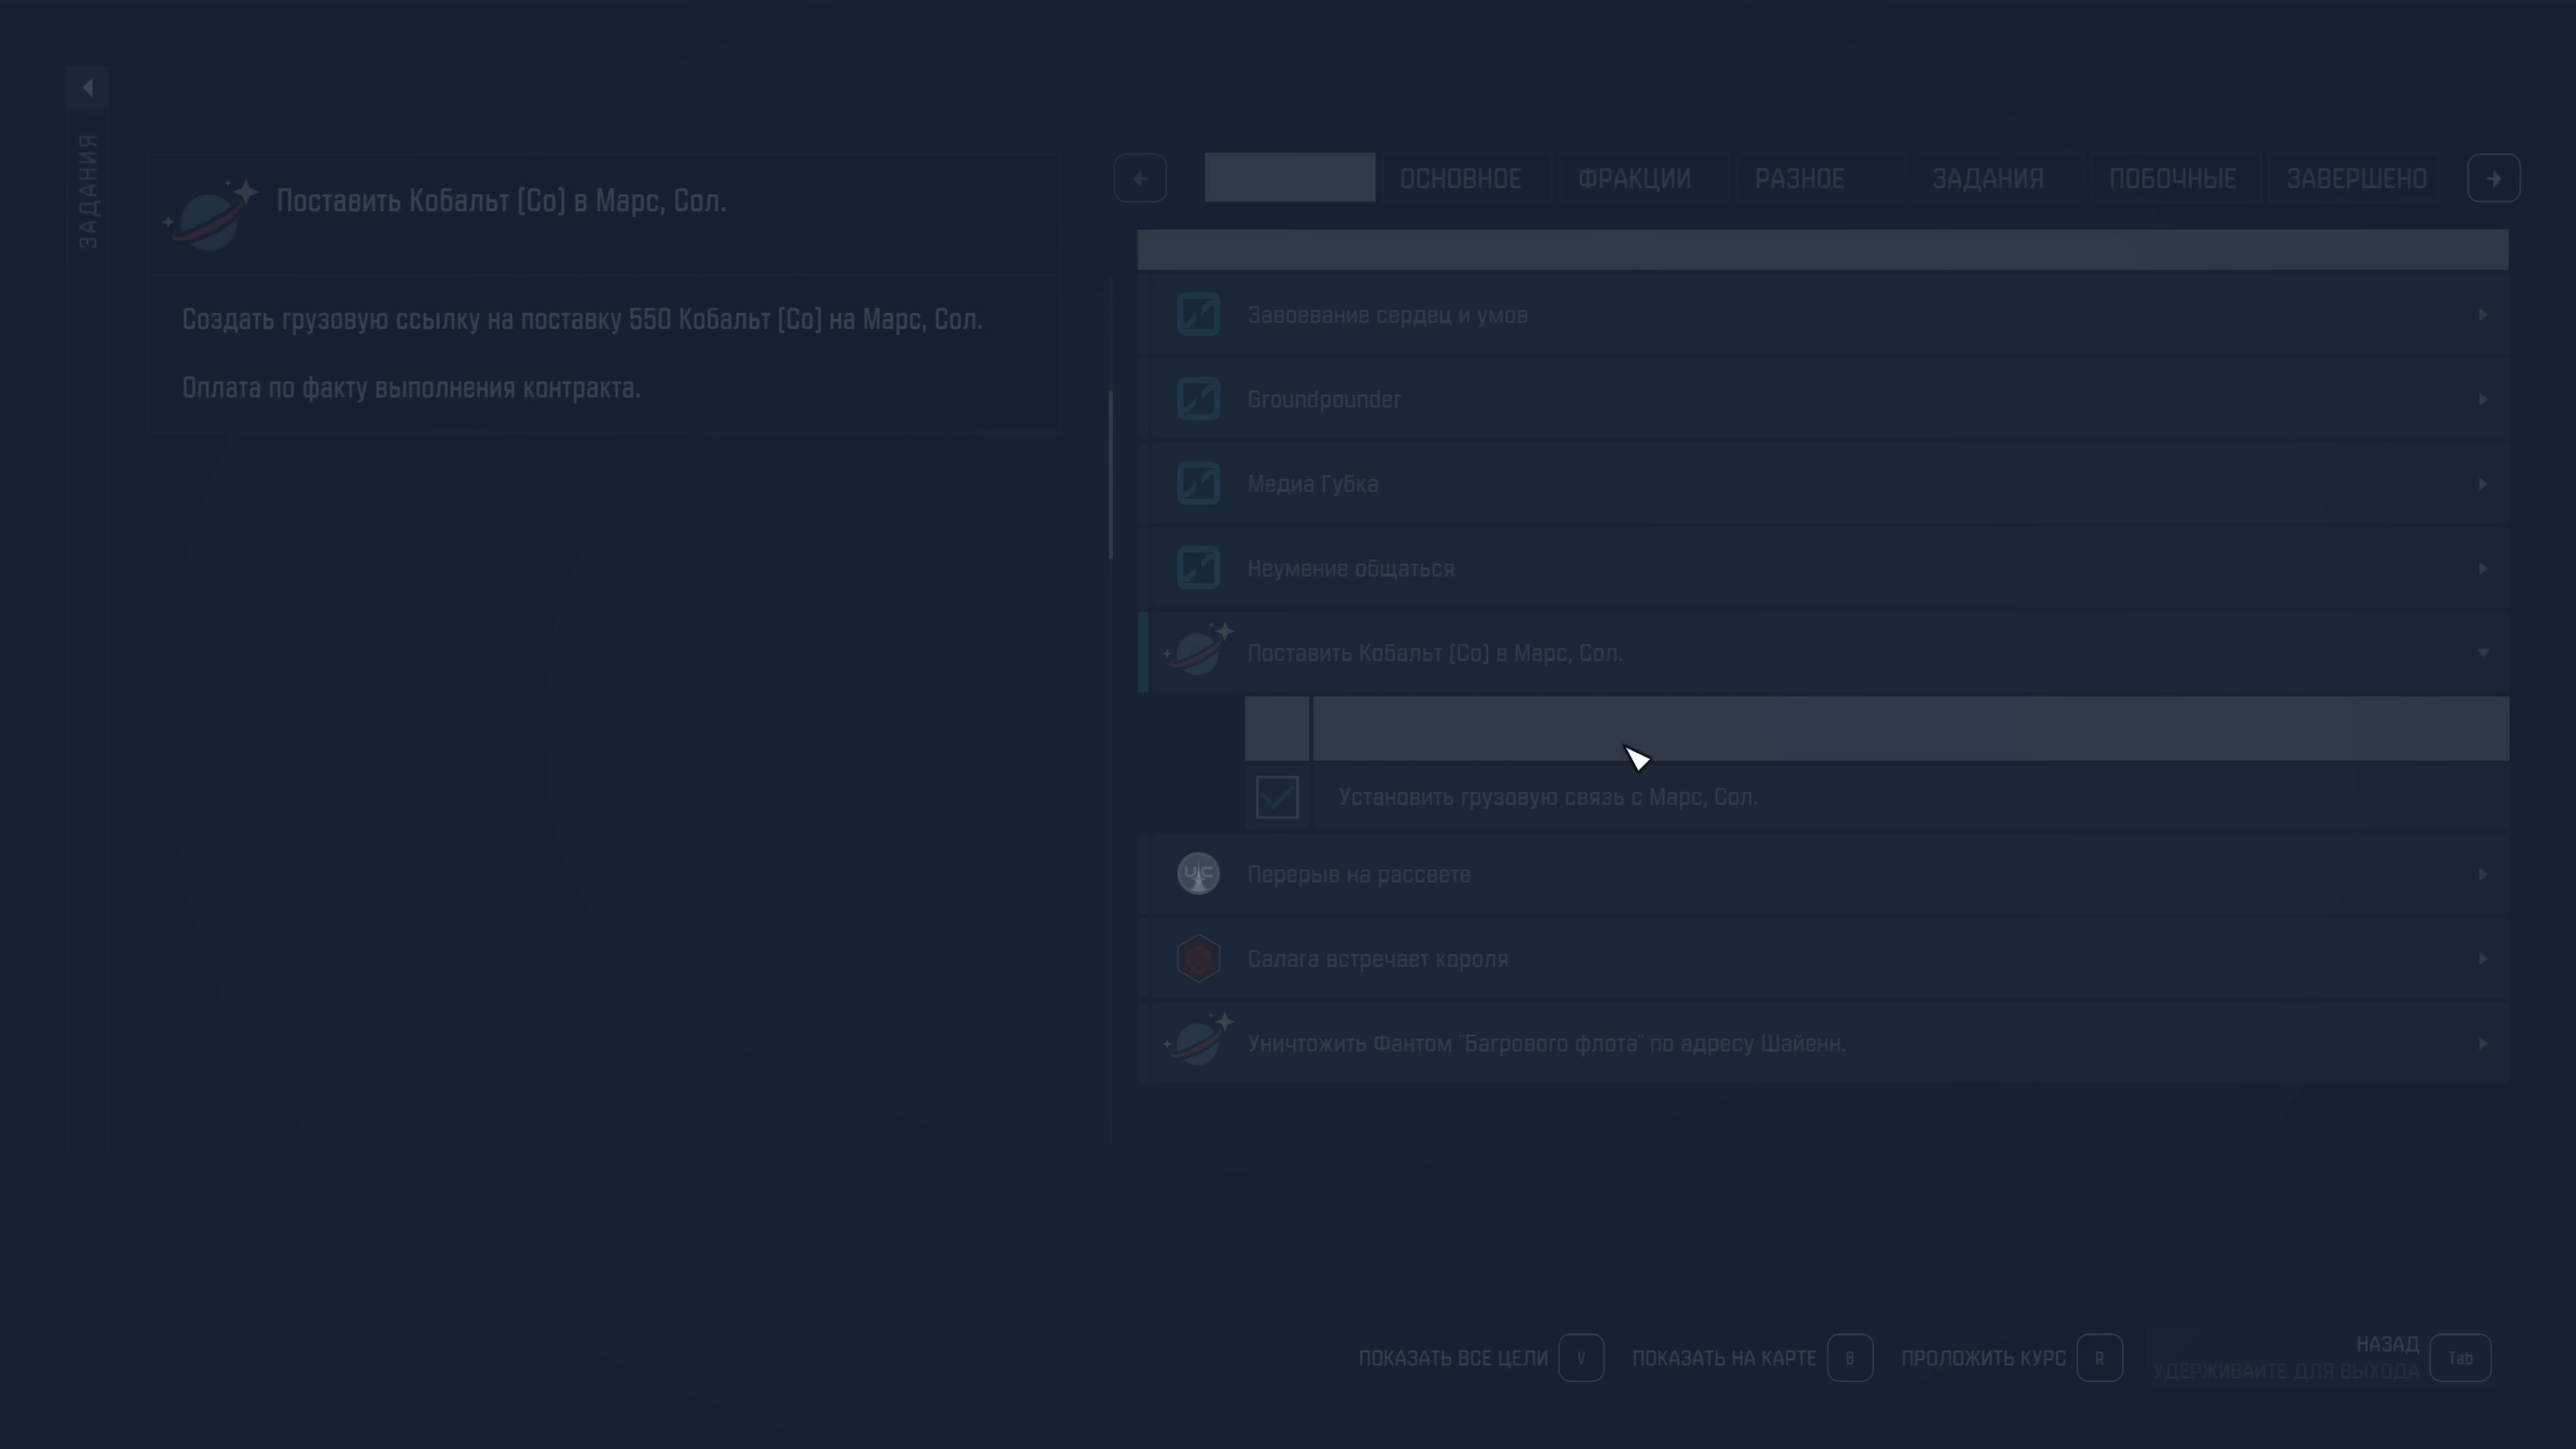 ЗАДАНИЯ
Поставить Кобальт (Co) в Марс, Сол.
Создать грузовую ссылку на поставку 550 Кобальт (Co) на Марс, Сол.
Оплата по факту выполнения контракта.
ОСНОВНОЕ ФРАКЦИИ РАЗНОЕ ЗАДАНИЯ ПОБОЧНЫЕ ЗАВЕРШЕНО
Завоевание сердец и умов
Groundpounder
Медиа Губка
Неумение общаться
Поставить Кобальт (Co) в Марс, Сол.
Установить грузовую связь с Марс, Сол.
UC
Перерыв на рассвете
Салага встречает короля
Уничтожить Фантом "Багрового флота" по адресу Шайенн.
ПОКАЗАТЬ ВСЕ ЦЕЛИ V ПОКАЗАТЬ НА КАРТЕ B ПРОЛОЖИТЬ КУРС R НАЗАД Tab
УДЕРЖИВАЙТЕ ДЛЯ ВЫХОДА